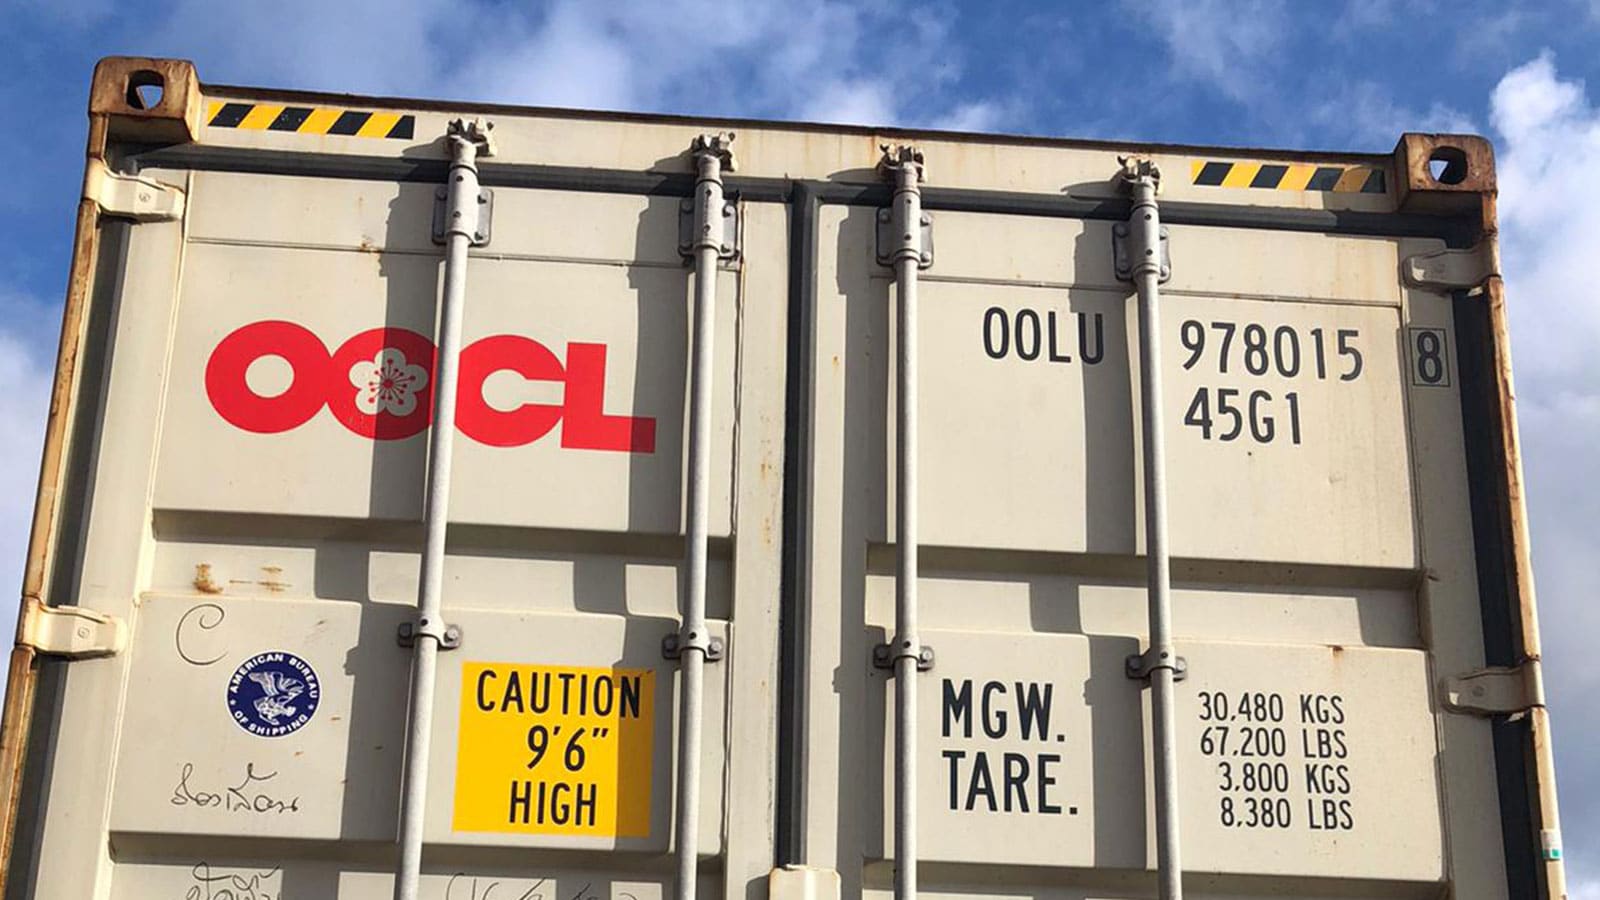 OOCL
OOLU 978015 8
45G1
C
AMERICAN BUREAU
OF SHIPPING
CAUTION
9'6"
HIGH
MGW. 30,480 KGS
67,200 LBS
TARE. 3,800 KGS
8,380 LBS